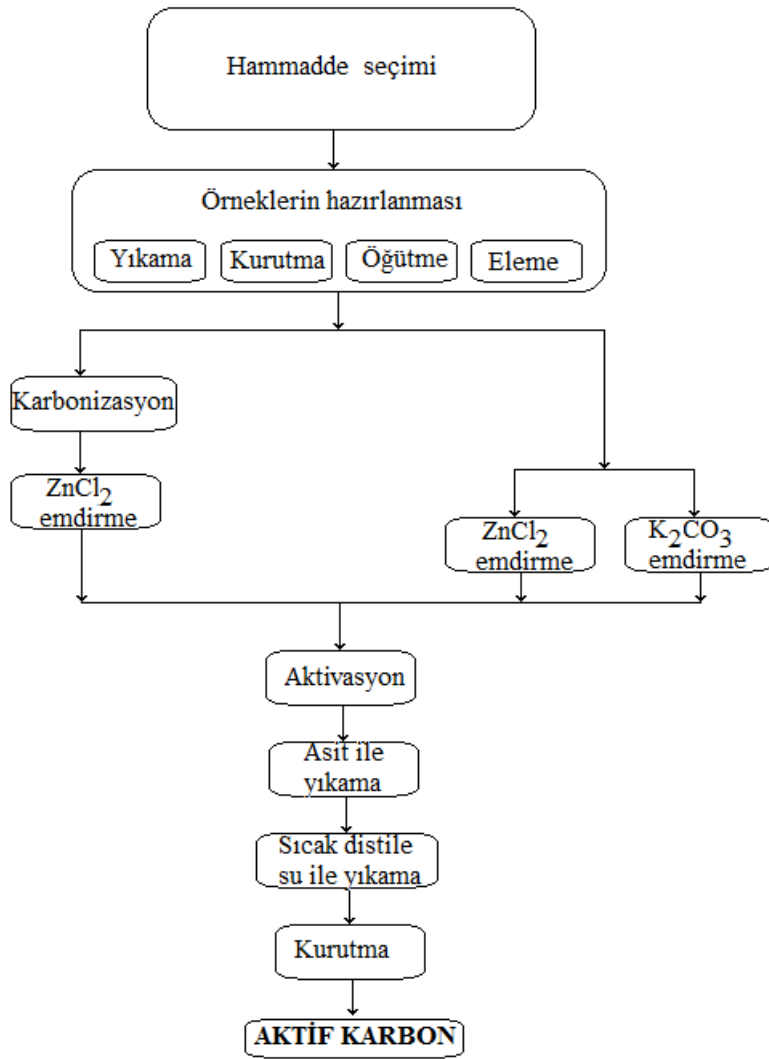 Hammadde seçimi
Örneklerin hazırlanması
Yıkama
Kurutma
Öğütme
Eleme
Karbonizasyon
ZnCl2
emdirme
ZnCl2
emdirme
K2CO3
emdirme
Aktivasyon
Asit ile
yıkama
Sıcak distile
su ile yıkama
Kurutma
AKTİF KARBON